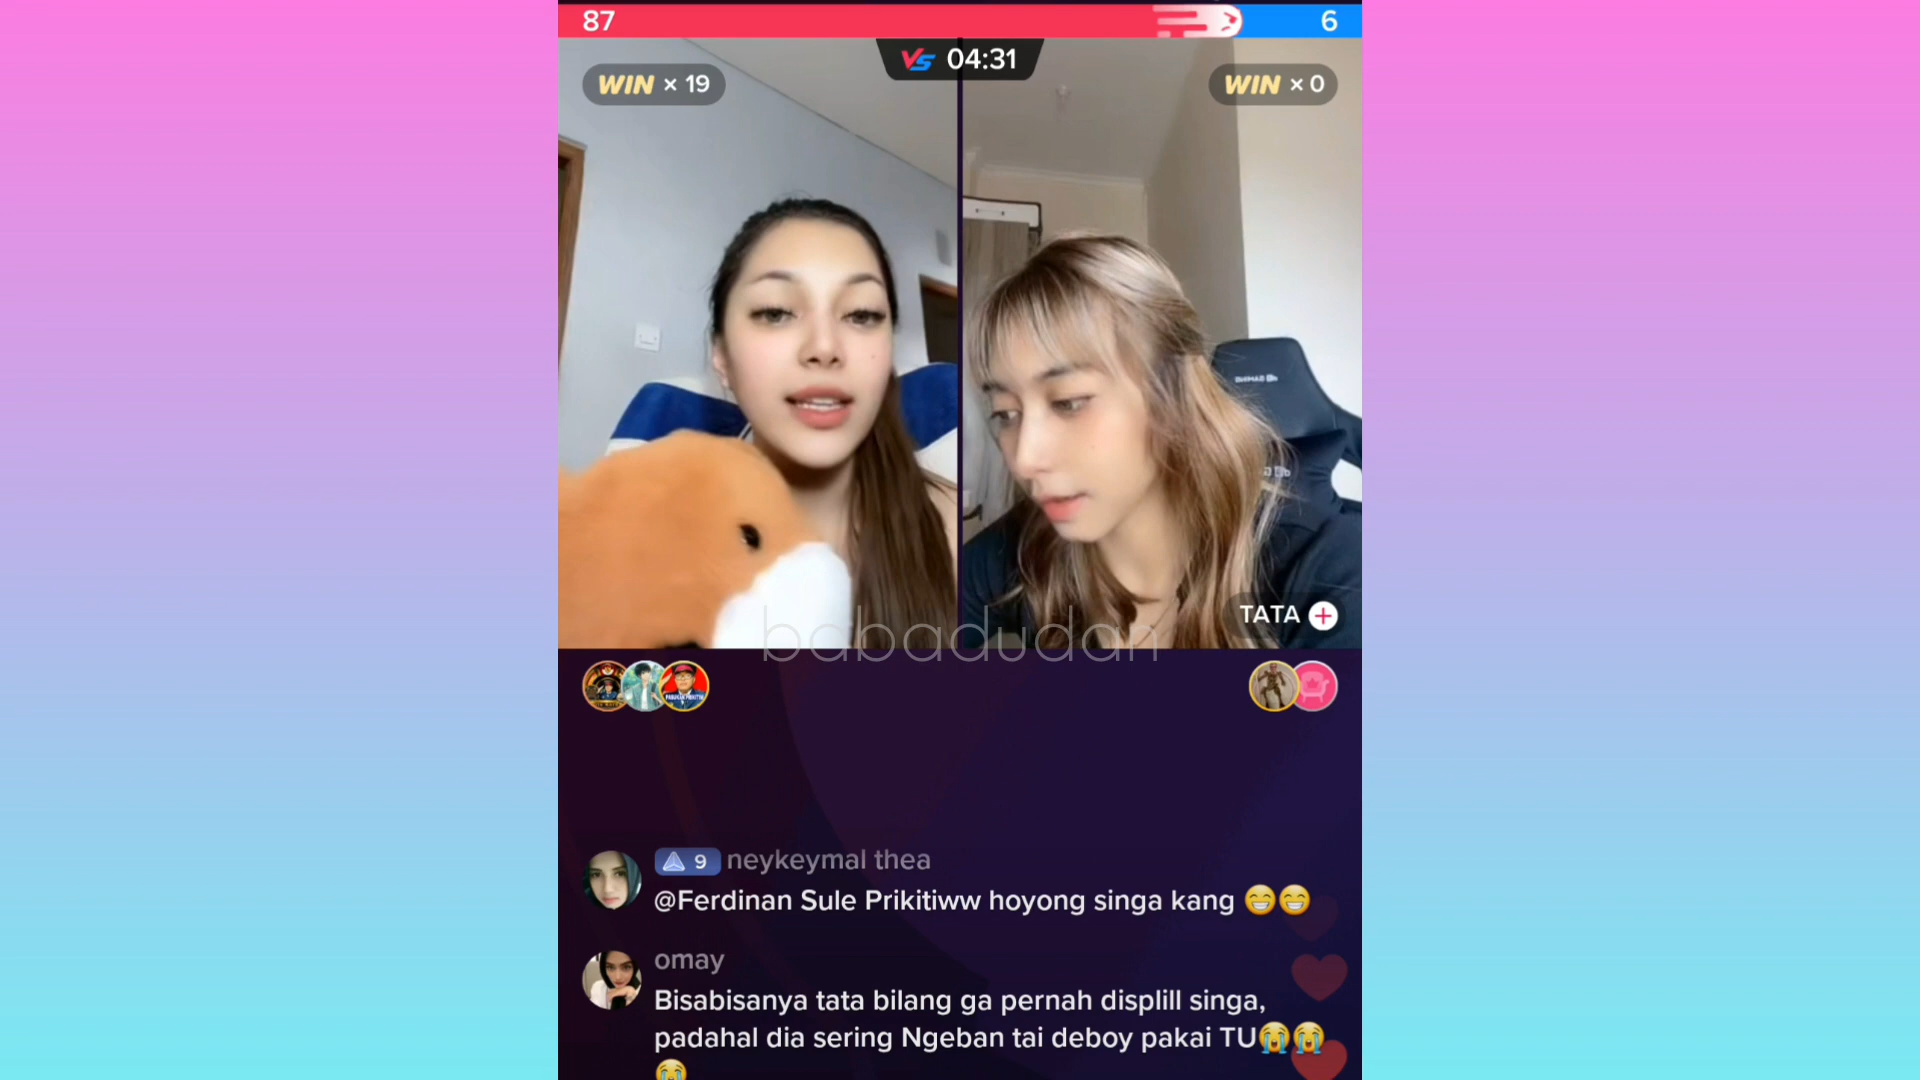 87
6
VS 04:31
WIN × 19
WIN × 0
TATA
babadudan
9 neykeymal thea
@Ferdinan Sule Prikitiww hoyong singa kang 😁😁
omay
Bisabisanya tata bilang ga pernah displill singa,
padahal dia sering Ngeban tai deboy pakai TU😭😭
😭